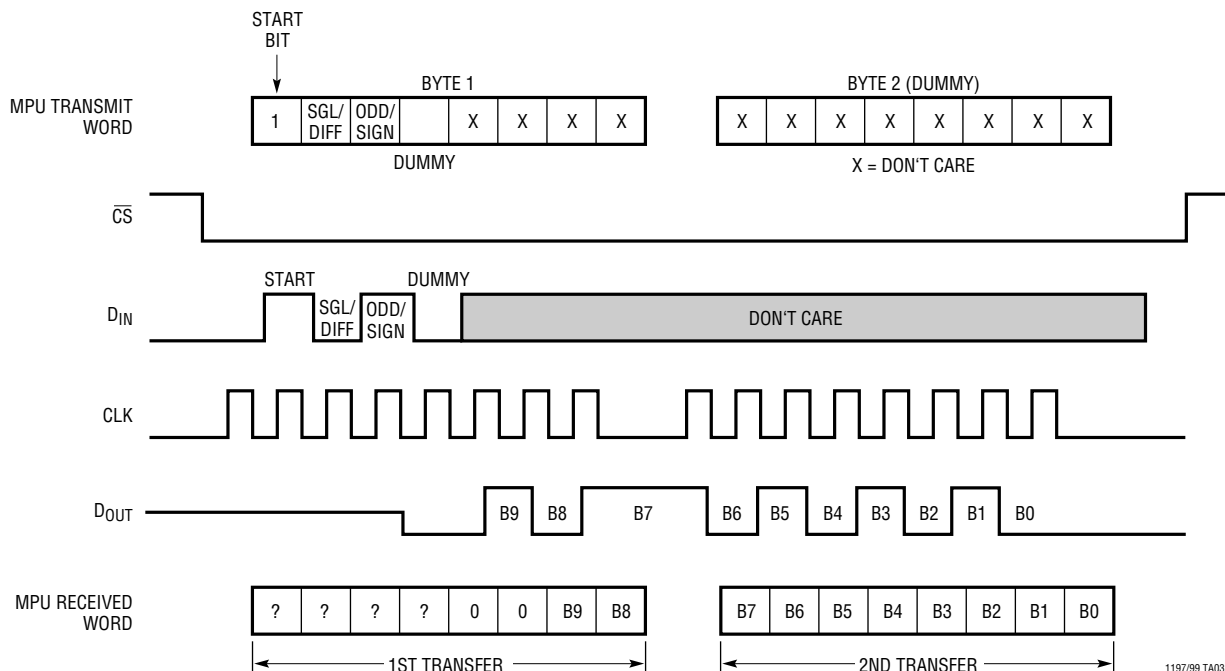 START
BIT
BYTE 1
BYTE 2 (DUMMY)
MPU TRANSMIT
WORD
1 SGL/DIFF ODD/SIGN X X X X
X X X X X X X X
DUMMY
X = DON'T CARE
CS
START
DUMMY
DIN
SGL/
DIFF
ODD/
SIGN
DON'T CARE
CLK
DOUT
B9 B8 B7 B6 B5 B4 B3 B2 B1 B0
MPU RECEIVED
WORD
? ? ? ? 0 0 B9 B8
B7 B6 B5 B4 B3 B2 B1 B0
1ST TRANSFER
2ND TRANSFER
1197/99 TA03